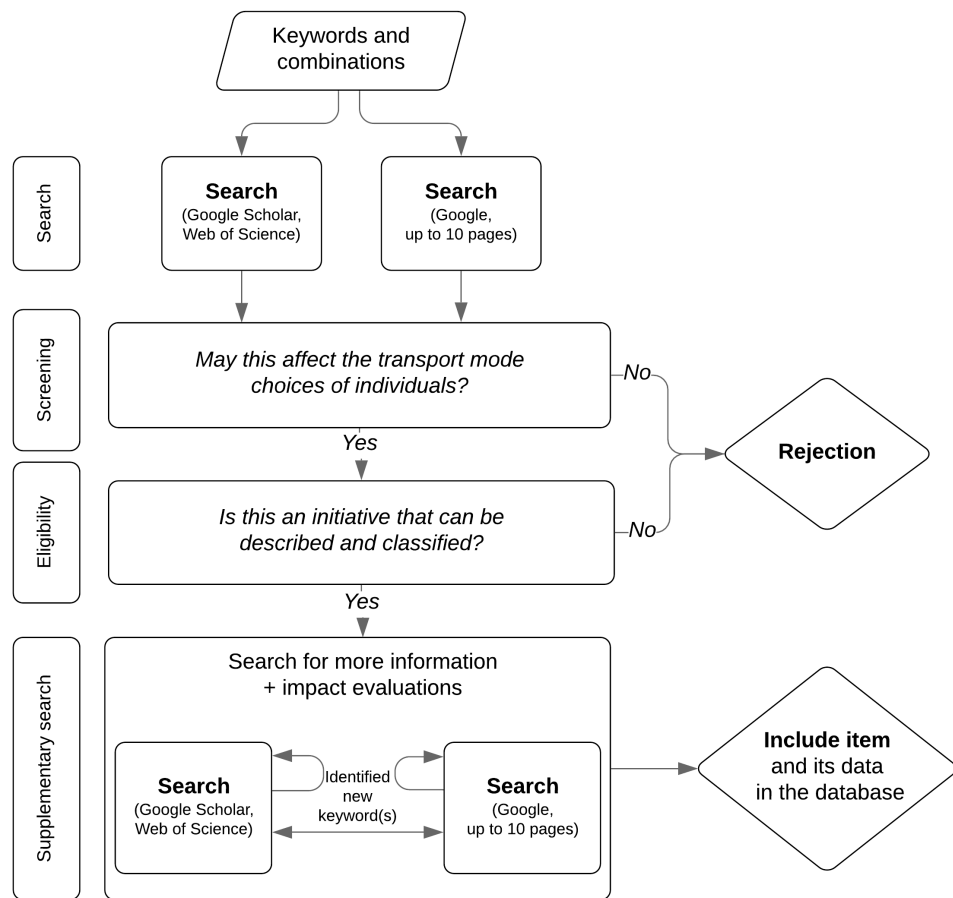 Keywords and
combinations
Search
Search
(Google Scholar,
Web of Science)
Search
(Google,
up to 10 pages)
Screening
May this affect the transport mode
choices of individuals?
No
Yes
Rejection
Eligibility
Is this an initiative that can be
described and classified?
No
Yes
Supplementary search
Search for more information
+ impact evaluations
Search
(Google Scholar,
Web of Science)
Identified
new
keyword(s)
Search
(Google,
up to 10 pages)
Include item
and its data
in the database